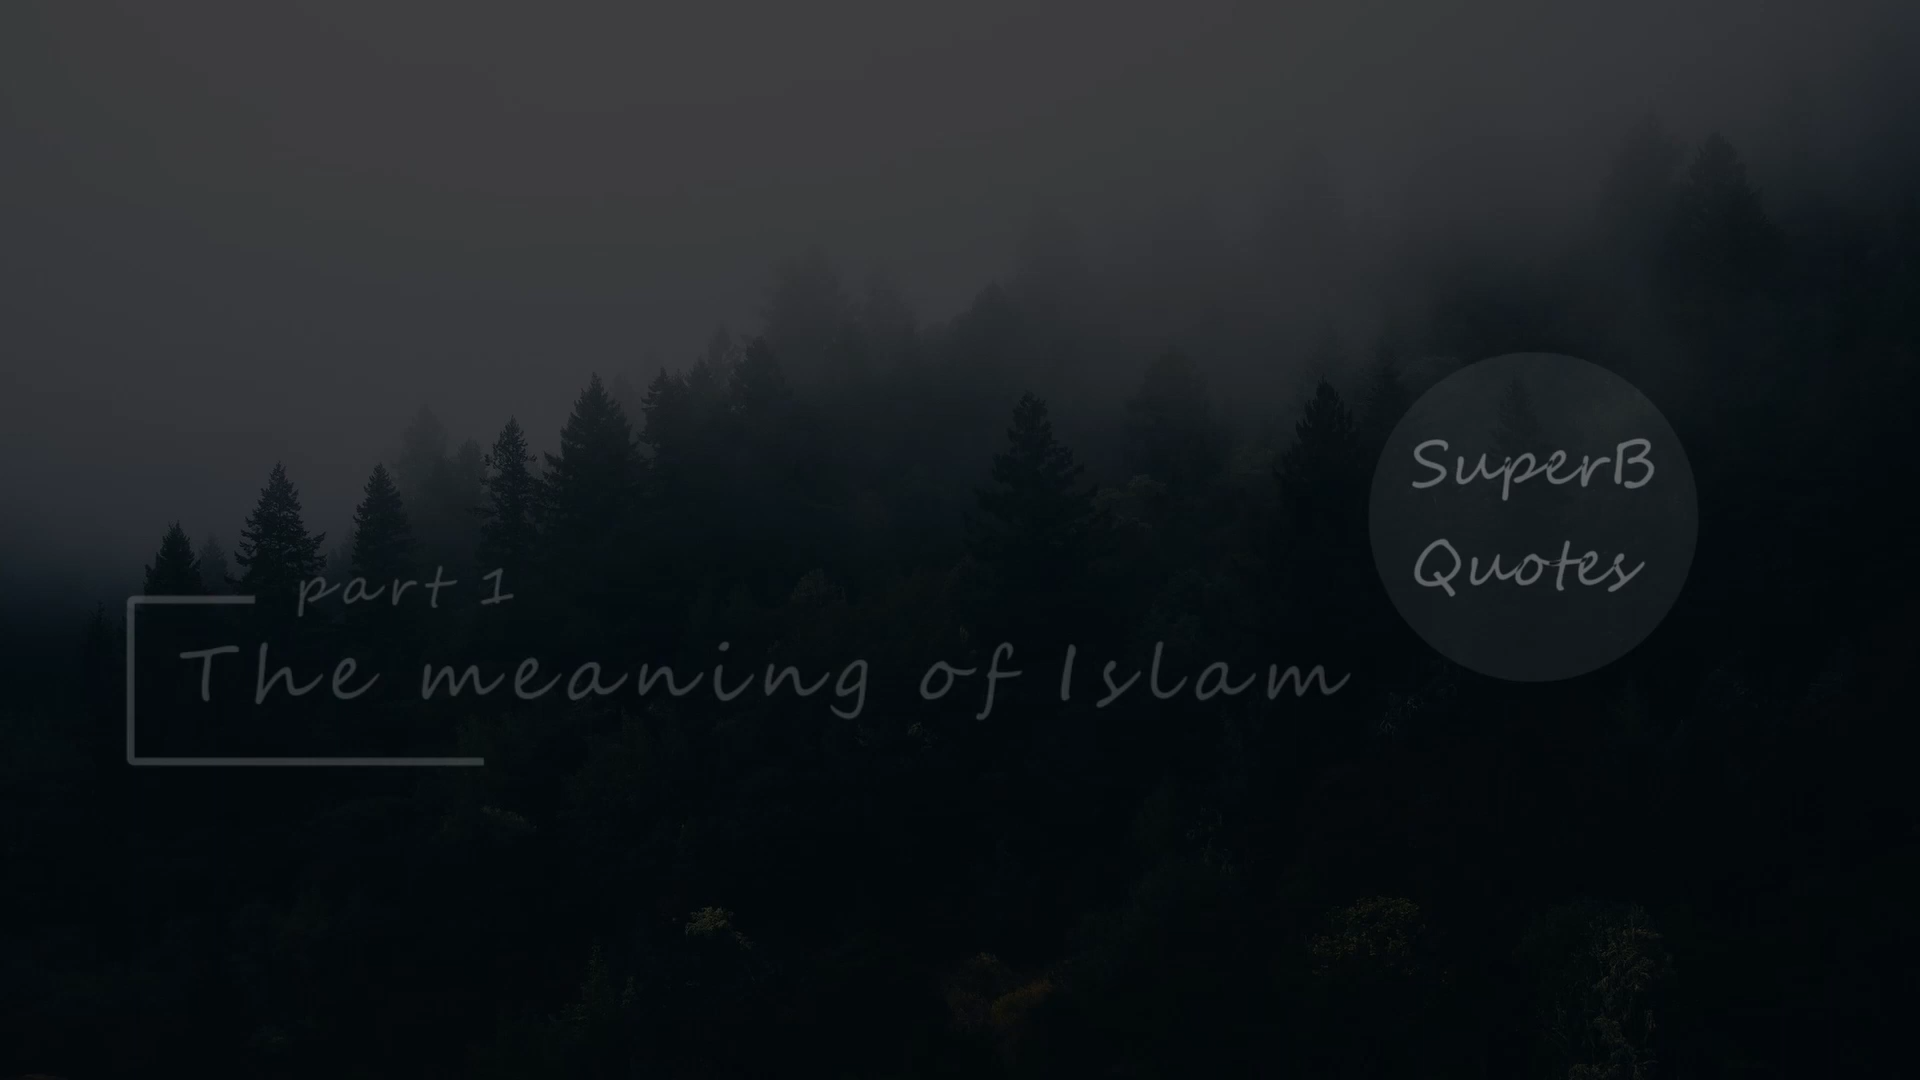 part 1
The meaning of Islam
SuperB
Quotes